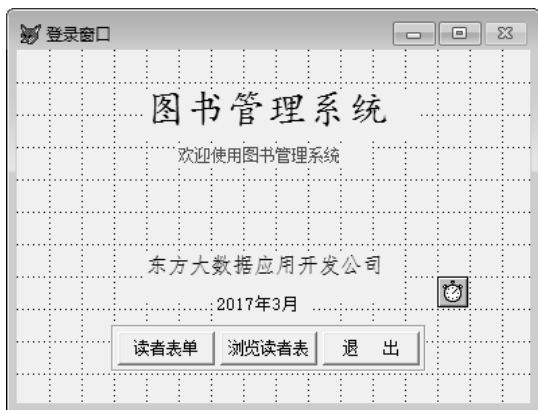 登录窗口
图书管理系统
欢迎使用图书管理系统
东方大数据应用开发公司
2017年3月
读者表单 浏览读者表 退 出